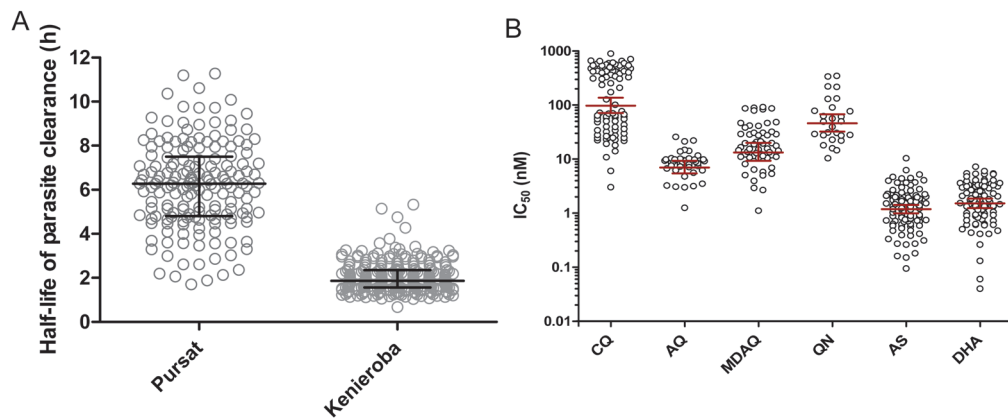 A
Half-life of parasite clearance (h)
12
10
8
6
4
2
0
Pursat
Kenieroba
B
IC50 (nM)
1000
100
10
1
0.1
0.01
CQ
AQ
MDAQ
QN
AS
DHA